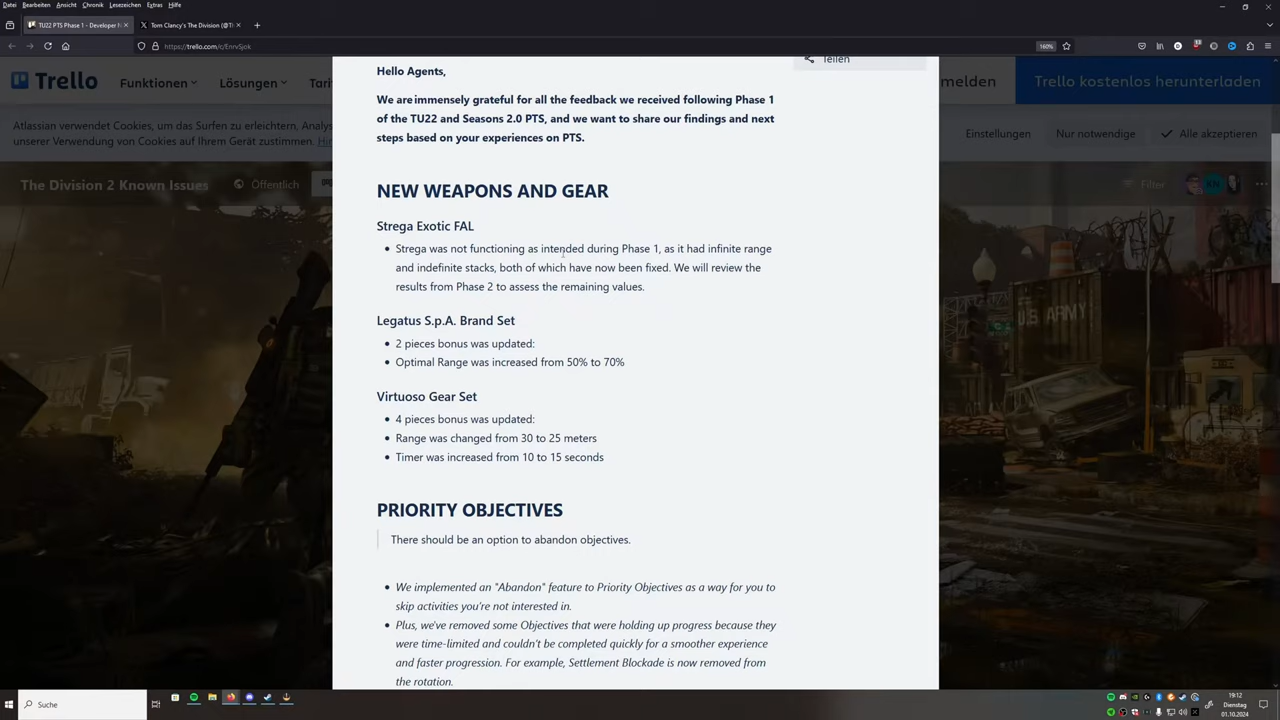 Datei Bearbeiten Ansicht Chronik Lesezeichen Extras Hilfe
TU22 PTS Phase 1 - Developer
Tom Clancy's The Division
https://trello.com/c/EnrvSjok
160%
Trello
Funktionen
Lösungen
melden
Trello kostenlos herunterladen
Atlassian verwendet Cookies, um das Surfen zu erleichtern,
unserer Verwendung von Cookies auf Ihrem Gerät zustimmen.
Einstellungen
Nur notwendige
Alle akzeptieren
The Division 2 Known Issues
Öffentlich
KN
Filter
Teilen
Hello Agents,
We are immensely grateful for all the feedback we received following Phase 1
of the TU22 and Seasons 2.0 PTS, and we want to share our findings and next
steps based on your experiences on PTS.
NEW WEAPONS AND GEAR
Strega Exotic FAL
Strega was not functioning as intended during Phase 1, as it had infinite range
and indefinite stacks, both of which have now been fixed. We will review the
results from Phase 2 to assess the remaining values.
Legatus S.p.A. Brand Set
2 pieces bonus was updated:
Optimal Range was increased from 50% to 70%
Virtuoso Gear Set
4 pieces bonus was updated:
Range was changed from 30 to 25 meters
Timer was increased from 10 to 15 seconds
PRIORITY OBJECTIVES
There should be an option to abandon objectives.
We implemented an "Abandon" feature to Priority Objectives as a way for you to
skip activities you're not interested in.
Plus, we've removed some Objectives that were holding up progress because they
were time-limited and couldn't be completed quickly for a smoother experience
and faster progression. For example, Settlement Blockade is now removed from
the rotation.
U.S. ARMY
Suche
19:12
Dienstag
01.10.2024